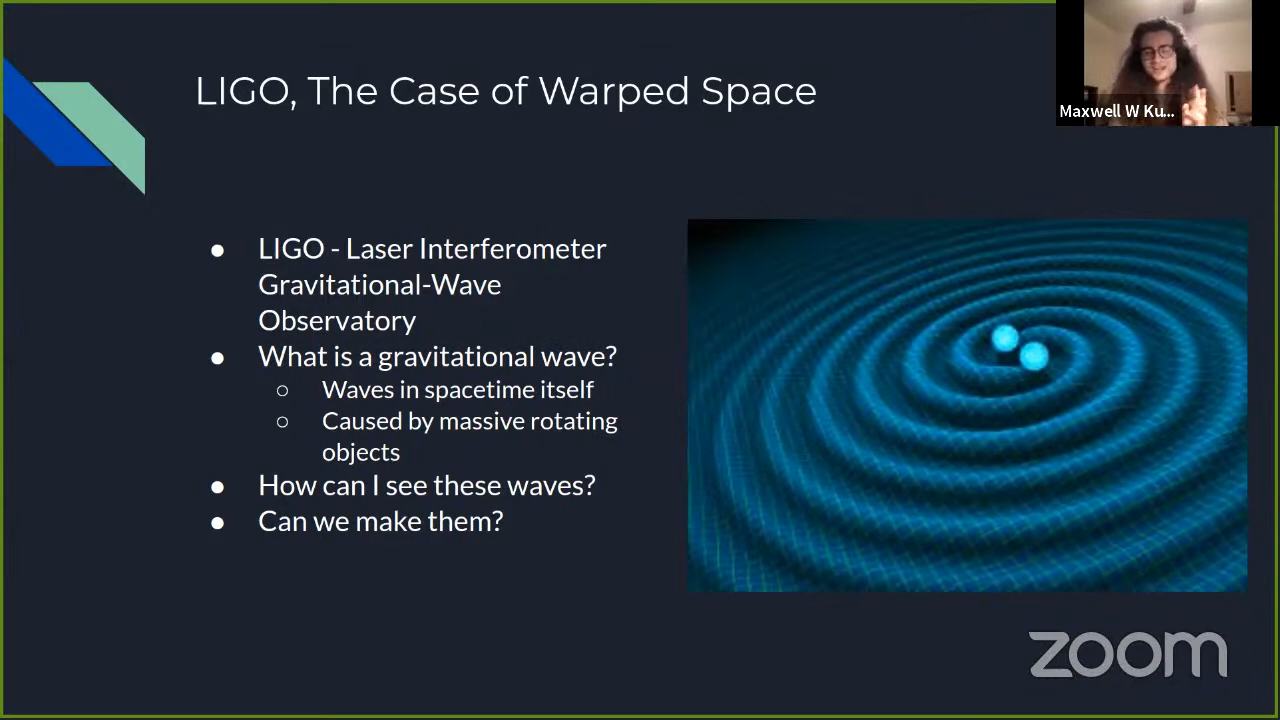 LIGO, The Case of Warped Space
Maxwell W Ku...
● LIGO - Laser Interferometer
Gravitational-Wave
Observatory
● What is a gravitational wave?
○ Waves in spacetime itself
○ Caused by massive rotating
objects
● How can I see these waves?
● Can we make them?
zoom